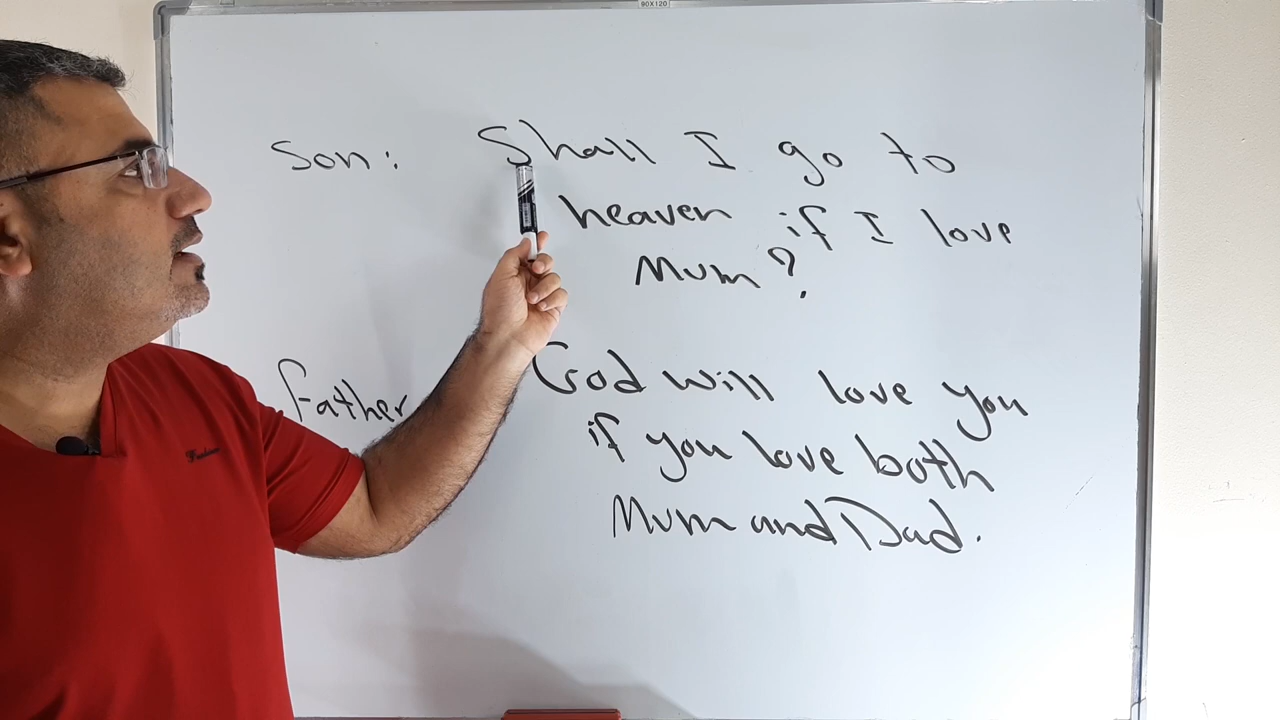 90X120
Son: Shall I go to
heaven if I love
Mum?
Father
God will love you
if you love both
Mum and Dad.